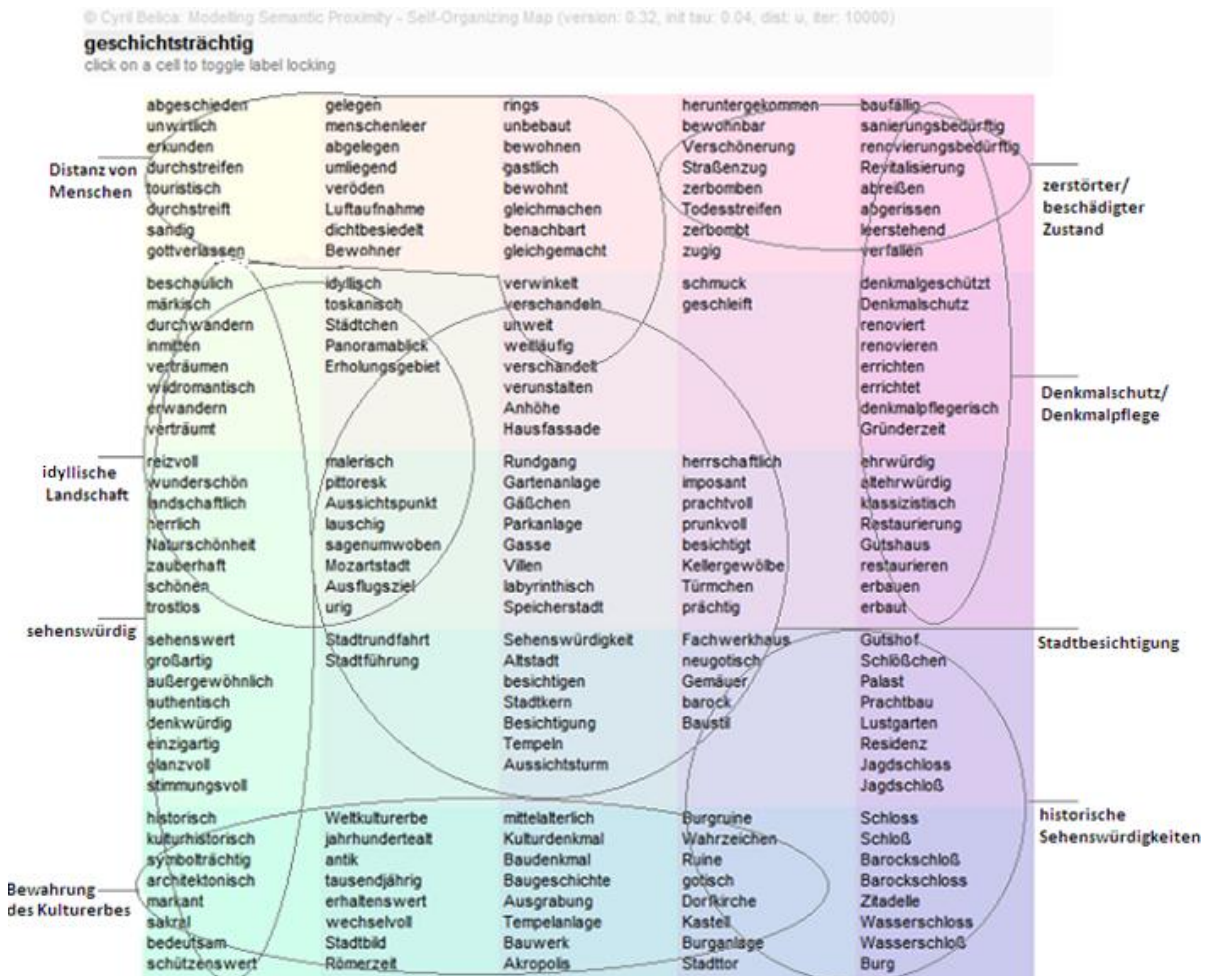 © Cyril Belica: Modelling Semantic Proximity - Self-Organizing Map (version: 0.32, init tau: 0.04, dist: u, iter: 10000)
geschichtsträchtig
click on a cell to toggle label locking
abgeschieden gelegen rings heruntergekommen baufällig
unwirtlich menschenleer unbebaut bewohnbar sanierungsbedürftig
erkunden abgelegen bewohnen Verschönerung renovierungsbedürftig
durchstreifen umliegend gastlich Straßenzug Revitalisierung
touristisch veröden bewohnt zerbomben abreißen
durchstreift Luftaufnahme gleichmachen Todesstreifen abgerissen
sandig dichtbesiedelt benachbart zerbombt leerstehend
gottverlassen Bewohner gleichgemacht zugig verfallen
Distanz von
Menschen
zerstörter/
beschädigter
Zustand
beschaulich idyllisch verwinkelt schmuck denkmalgeschützt
märkisch toskanisch verschandeln geschleift Denkmalschutz
durchwandern Städtchen unweit renoviert
inmitten Panoramablick weitläufig renovieren
verträumen Erholungsgebiet verschandelt errichten
wildromantisch verunstalten errichtet
erwandern Anhöhe denkmalpflegerisch
verträumt Hausfassade Gründerzeit
Denkmalschutz/
Denkmalpflege
reizvoll malerisch Rundgang herrschaftlich ehrwürdig
wunderschön pittoresk Gartenanlage imposant altehrwürdig
landschaftlich Aussichtspunkt Gäßchen prachtvoll klassizistisch
herrlich lauschig Parkanlage prunkvoll Restaurierung
Naturschönheit sagenumwoben Gasse besichtigt Gutshaus
zauberhaft Mozartstadt Villen Kellergewölbe restaurieren
schönen Ausflugsziel labyrinthisch Türmchen erbauen
trostlos urig Speicherstadt prächtig erbaut
idyllische
Landschaft
sehenswürdig
Stadtbesichtigung
sehenswert Stadtrundfahrt Sehenswürdigkeit Fachwerkhaus Gutshof
großartig Stadtführung Altstadt neugotisch Schlößchen
außergewöhnlich besichtigen Gemäuer Palast
authentisch Stadtkern barock Prachtbau
denkwürdig Besichtigung Baustil Lustgarten
einzigartig Tempeln Residenz
glanzvoll Aussichtsturm Jagdschloss
stimmungsvoll Jagdschloß
historische
Sehenswürdigkeiten
historisch Weltkulturerbe mittelalterlich Burgruine Schloss
kulturhistorisch jahrhundertealt Kulturdenkmal Wahrzeichen Schloß
symbolträchtig antik Baudenkmal Ruine Barockschloß
architektonisch tausendjährig Baugeschichte gotisch Barockschloss
markant erhaltenswert Ausgrabung Dorfkirche Zitadelle
sakral wechselvoll Tempelanlage Kastell Wasserschloss
bedeutsam Stadtbild Bauwerk Burganlage Wasserschloß
schützenswert Römerzeit Akropolis Stadttor Burg
Bewahrung
des Kulturerbes